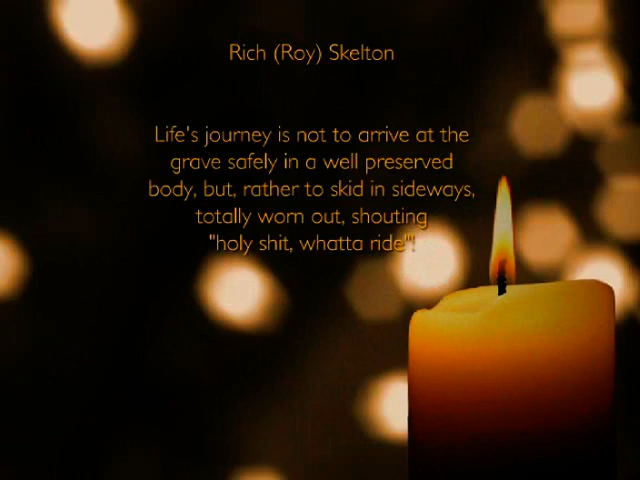 Rich (Roy) Skelton
Life's journey is not to arrive at the
grave safely in a well preserved
body, but, rather to skid in sideways,
totally worn out, shouting
"holy shit, whatta ride"!